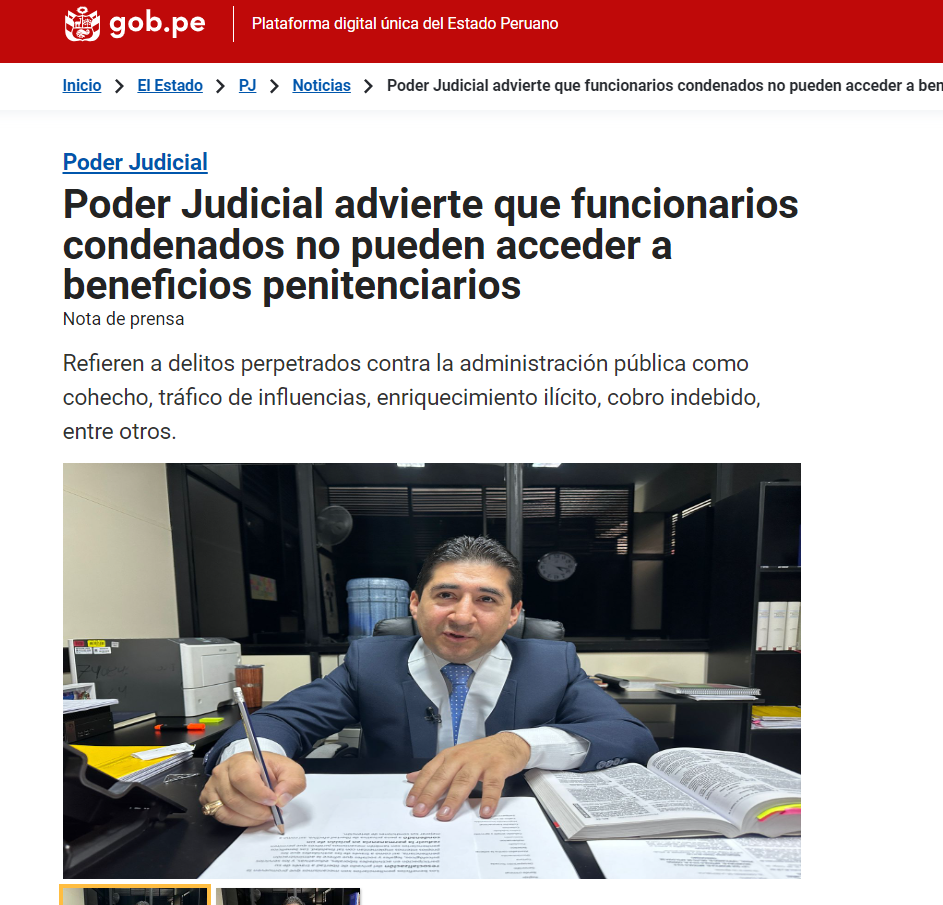 gob.pe
Plataforma digital única del Estado Peruano
Inicio > El Estado > PJ > Noticias > Poder Judicial advierte que funcionarios condenados no pueden acceder a ben
Poder Judicial
Poder Judicial advierte que funcionarios
condenados no pueden acceder a
beneficios penitenciarios
Nota de prensa
Refieren a delitos perpetrados contra la administración pública como
cohecho, tráfico de influencias, enriquecimiento ilícito, cobro indebido,
entre otros.